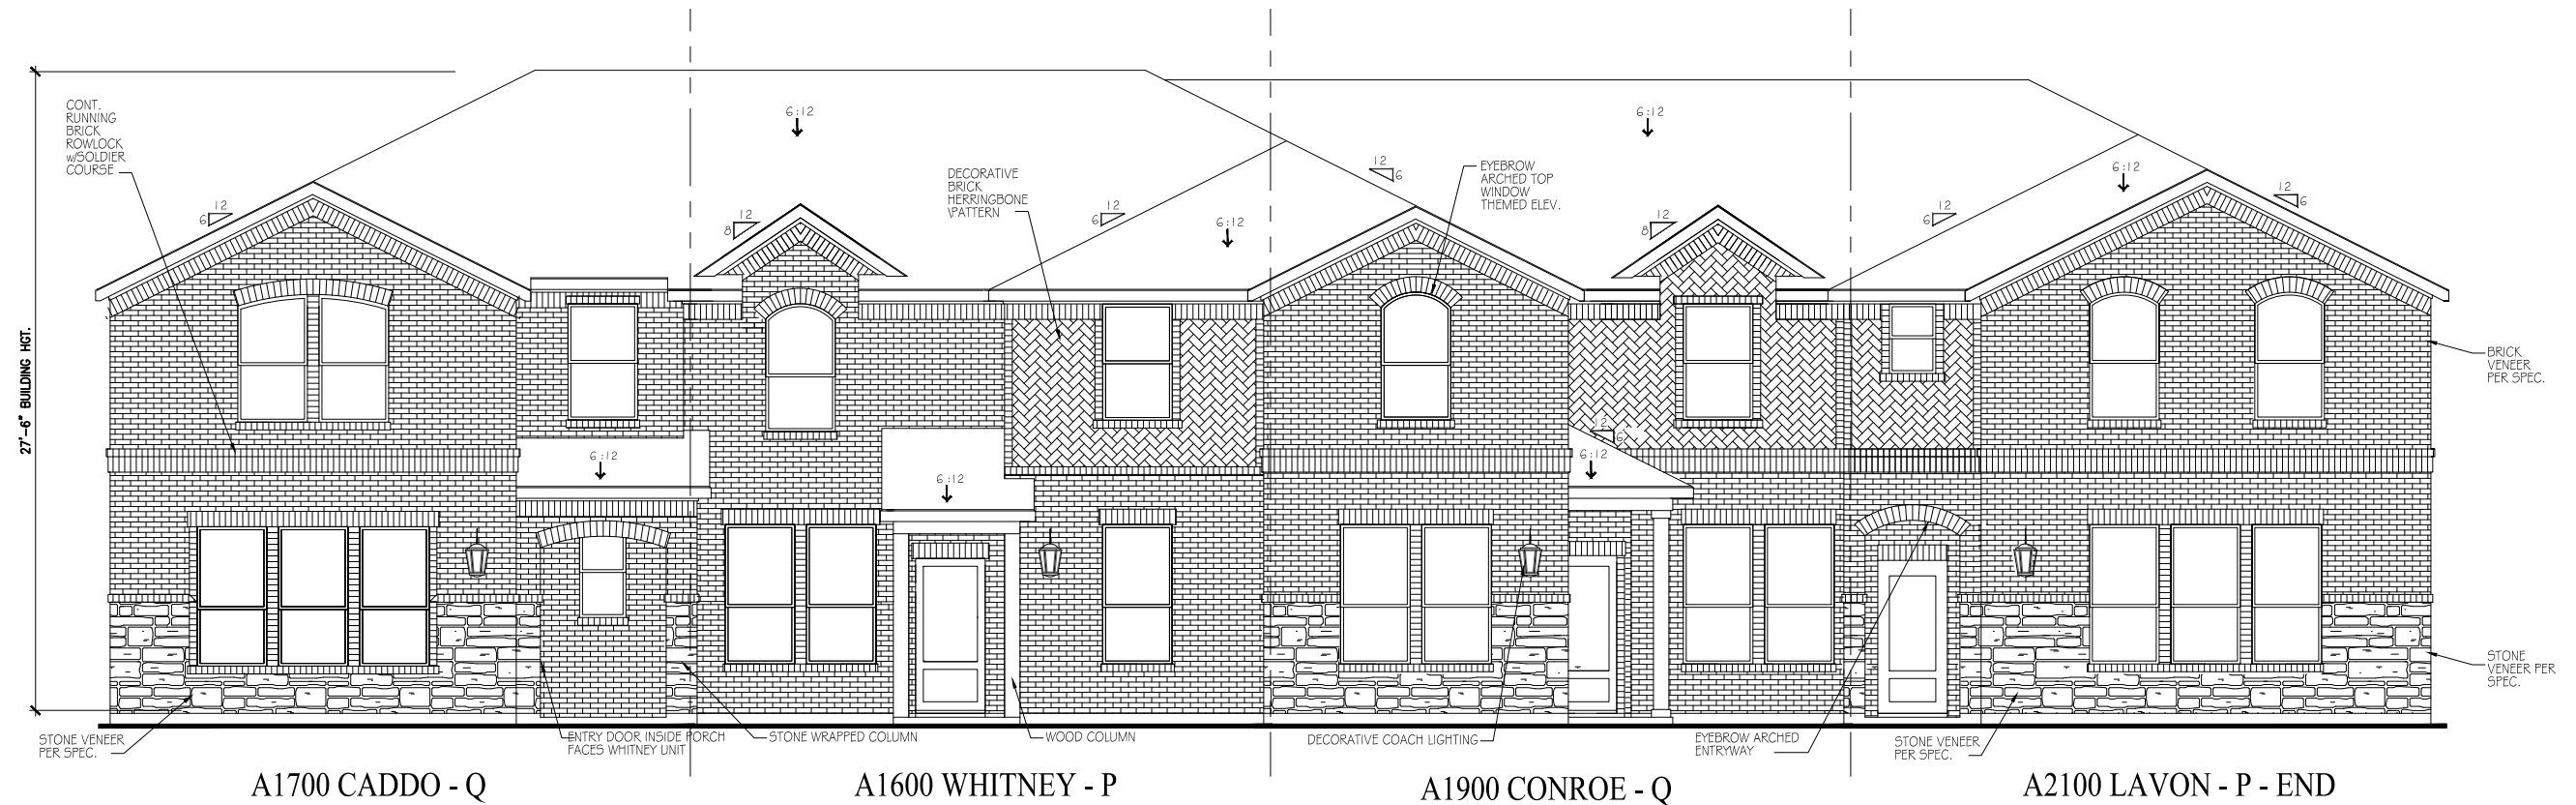 CONT.
RUNNING
BRICK
ROWLOCK
w/SOLDIER
COURSE
6:12
6:12
DECORATIVE
BRICK
HERRINGBONE
\PATTERN
EYEBROW
ARCHED TOP
WINDOW
THEMED ELEV.
12
6
6:12
12
6
12
8
12
6
6:12
12
8
12
6
12
6
27'-6" BUILDING HGT.
BRICK
VENEER
PER SPEC.
12
6
6:12
6:12
6:12
STONE
VENEER PER
SPEC.
STONE VENEER
PER SPEC.
ENTRY DOOR INSIDE PORCH
FACES WHITNEY UNIT
STONE WRAPPED COLUMN
WOOD COLUMN
DECORATIVE COACH LIGHTING
EYEBROW ARCHED
ENTRYWAY
STONE VENEER
PER SPEC.
A1700 CADDO - Q
A1600 WHITNEY - P
A1900 CONROE - Q
A2100 LAVON - P - END